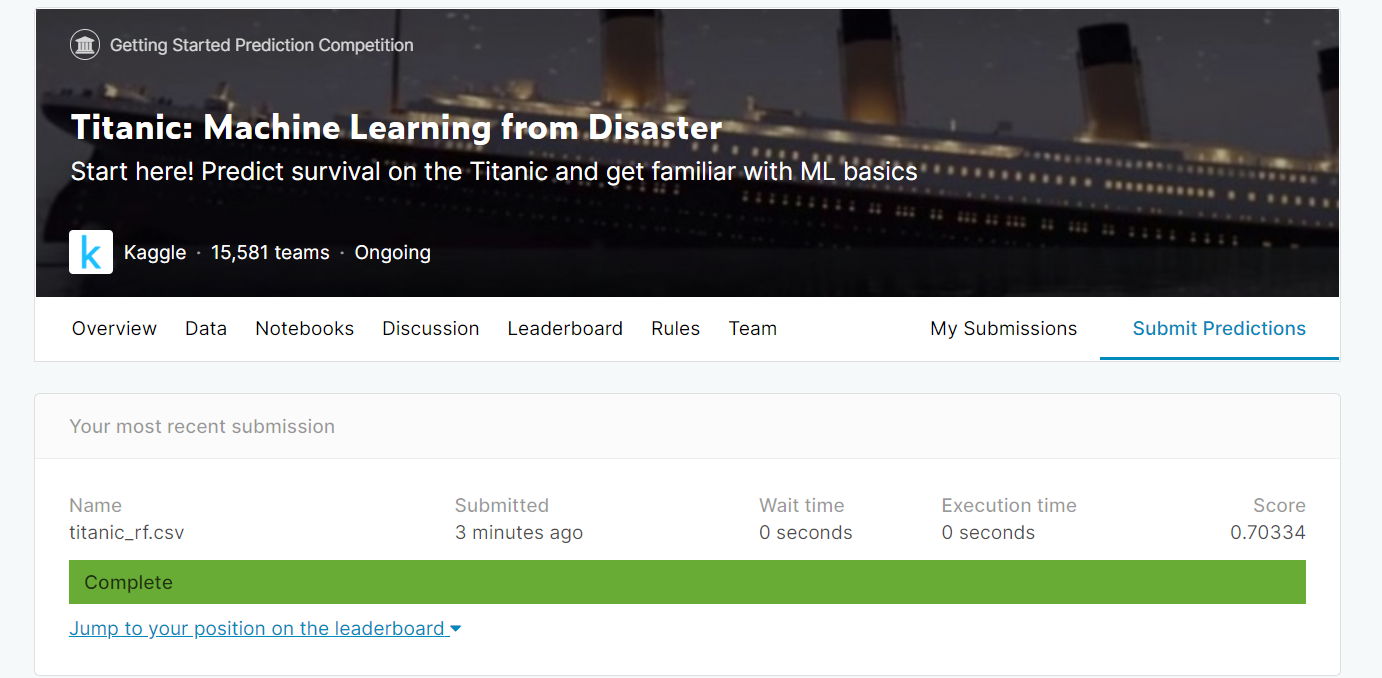 Getting Started Prediction Competition
Titanic: Machine Learning from Disaster
Start here! Predict survival on the Titanic and get familiar with ML basics
k Kaggle · 15,581 teams · Ongoing
Overview Data Notebooks Discussion Leaderboard Rules Team My Submissions Submit Predictions
Your most recent submission
Name Submitted Wait time Execution time Score
titanic_rf.csv 3 minutes ago 0 seconds 0 seconds 0.70334
Complete
Jump to your position on the leaderboard